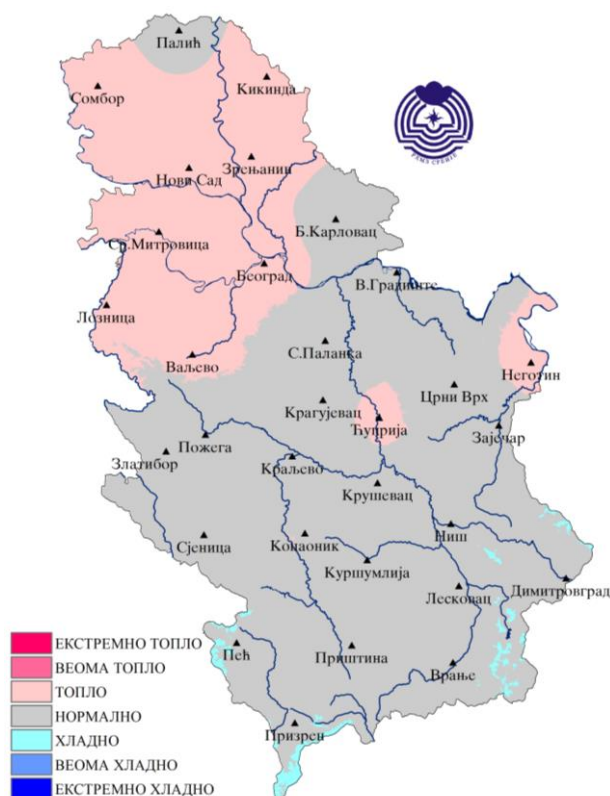 Палић
Сомбор
Кикинда
Зрењанин
Нови Сад
Б.Карловац
Ср.Митровица
Београд
В.Градиште
Лозница
С.Паланка
Ваљево
Неготин
Црни Врх
Крагујевац
Ћуприја
Зајечар
Пожега
Златибор
Краљево
Крушевац
Ниш
Сјеница
Копаоник
Куршумлија
Димитровград
Лесковац
Пећ
Приштина
Врање
Призрен
ЕКСТРЕМНО ТОПЛО
ВЕОМА ТОПЛО
ТОПЛО
НОРМАЛНО
ХЛАДНО
ВЕОМА ХЛАДНО
ЕКСТРЕМНО ХЛАДНО